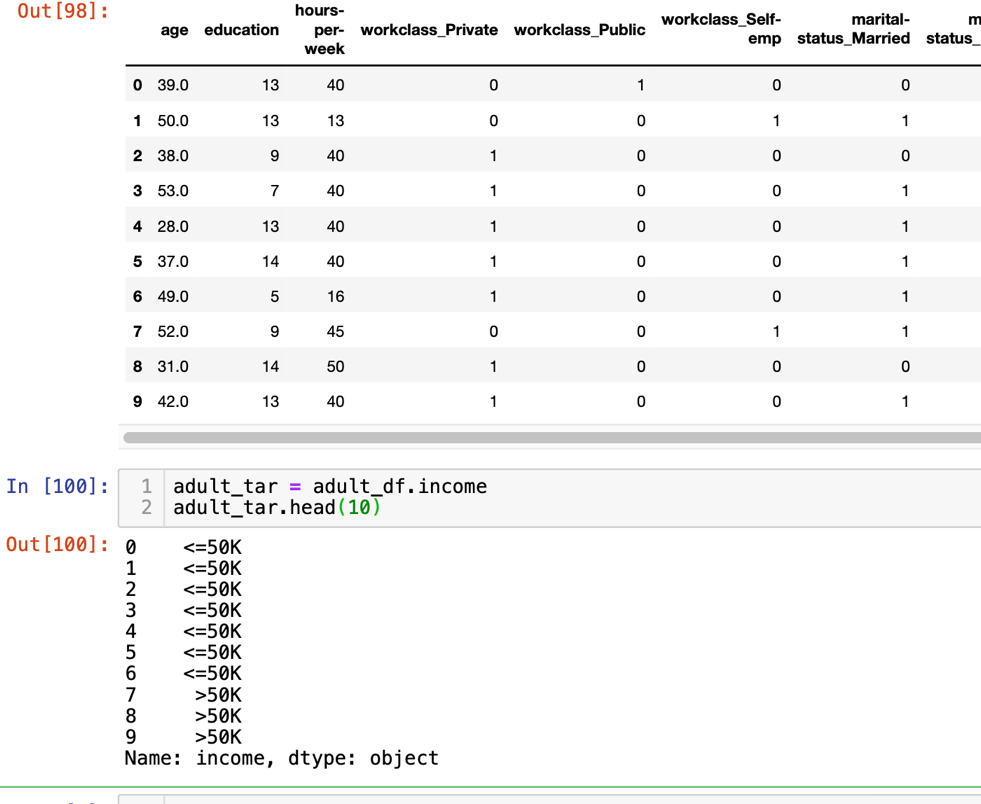 Out[98]:
age education hours-per-week workclass_Private workclass_Public workclass_Self-emp marital-status_Married m status_
0 39.0 13 40 0 1 0 0
1 50.0 13 13 0 0 1 1
2 38.0 9 40 1 0 0 0
3 53.0 7 40 1 0 0 1
4 28.0 13 40 1 0 0 1
5 37.0 14 40 1 0 0 1
6 49.0 5 16 1 0 0 1
7 52.0 9 45 0 0 1 1
8 31.0 14 50 1 0 0 0
9 42.0 13 40 1 0 0 1
In [100]:
1 adult_tar = adult_df.income
2 adult_tar.head(10)
Out[100]:
0 <=50K
1 <=50K
2 <=50K
3 <=50K
4 <=50K
5 <=50K
6 <=50K
7 >50K
8 >50K
9 >50K
Name: income, dtype: object